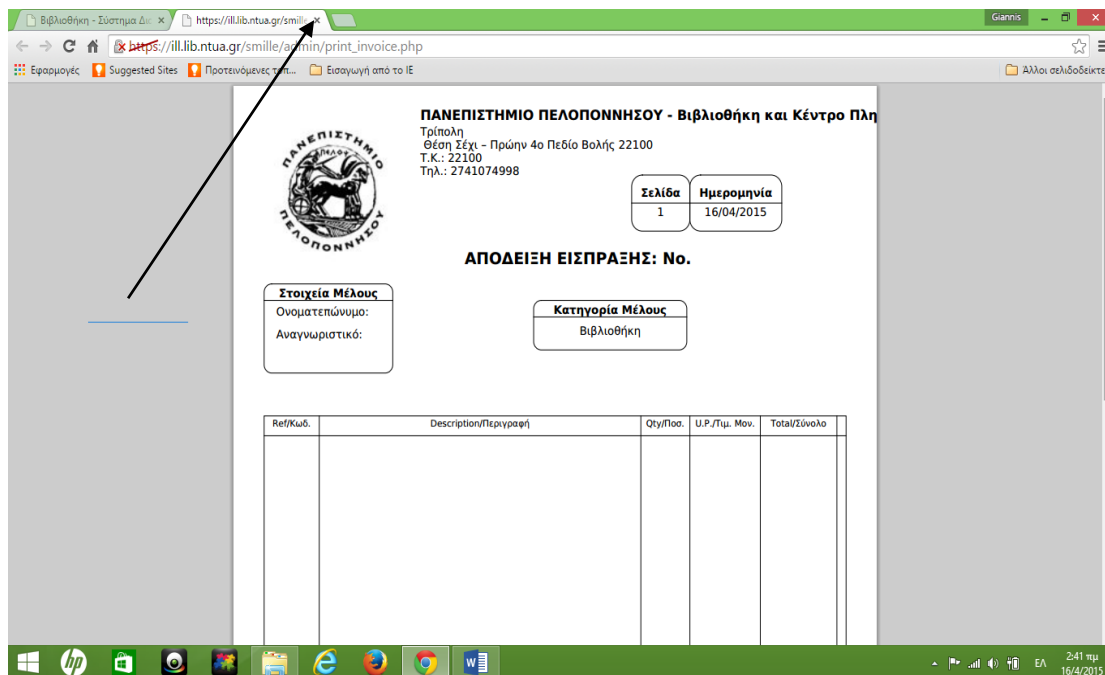 Βιβλιοθήκη - Σύστημα Δια
https://ill.lib.ntua.gr/smille
Giannis
https://ill.lib.ntua.gr/smille/admin/print_invoice.php
Εφαρμογές
Suggested Sites
Προτεινόμενες τοπ...
Εισαγωγή από το IE
Άλλοι σελιδοδείκτε
ΠΑΝΕΠΙΣΤΗΜΙΟ ΠΕΛΟΠΟΝΝΗΣΟΥ - Βιβλιοθήκη και Κέντρο Πλη
Τρίπολη
Θέση Σέχι – Πρώην 4ο Πεδίο Βολής 22100
Τ.Κ.: 22100
Τηλ.: 2741074998
ΠΑΝΕΠΙΣΤΗΜΙΟ
ΠΕΛΟΠΟΝΝΗΣΟΥ
Σελίδα Ημερομηνία
1 16/04/2015
ΑΠΟΔΕΙΞΗ ΕΙΣΠΡΑΞΗΣ: No.
Στοιχεία Μέλους
Ονοματεπώνυμο:
Αναγνωριστικό:
Κατηγορία Μέλους
Βιβλιοθήκη
Ref/Κωδ. Description/Περιγραφή Qty/Ποσ. U.P./Τιμ. Μον. Total/Σύνολο
hp
ΕΛ
2:41 πμ
16/4/2015